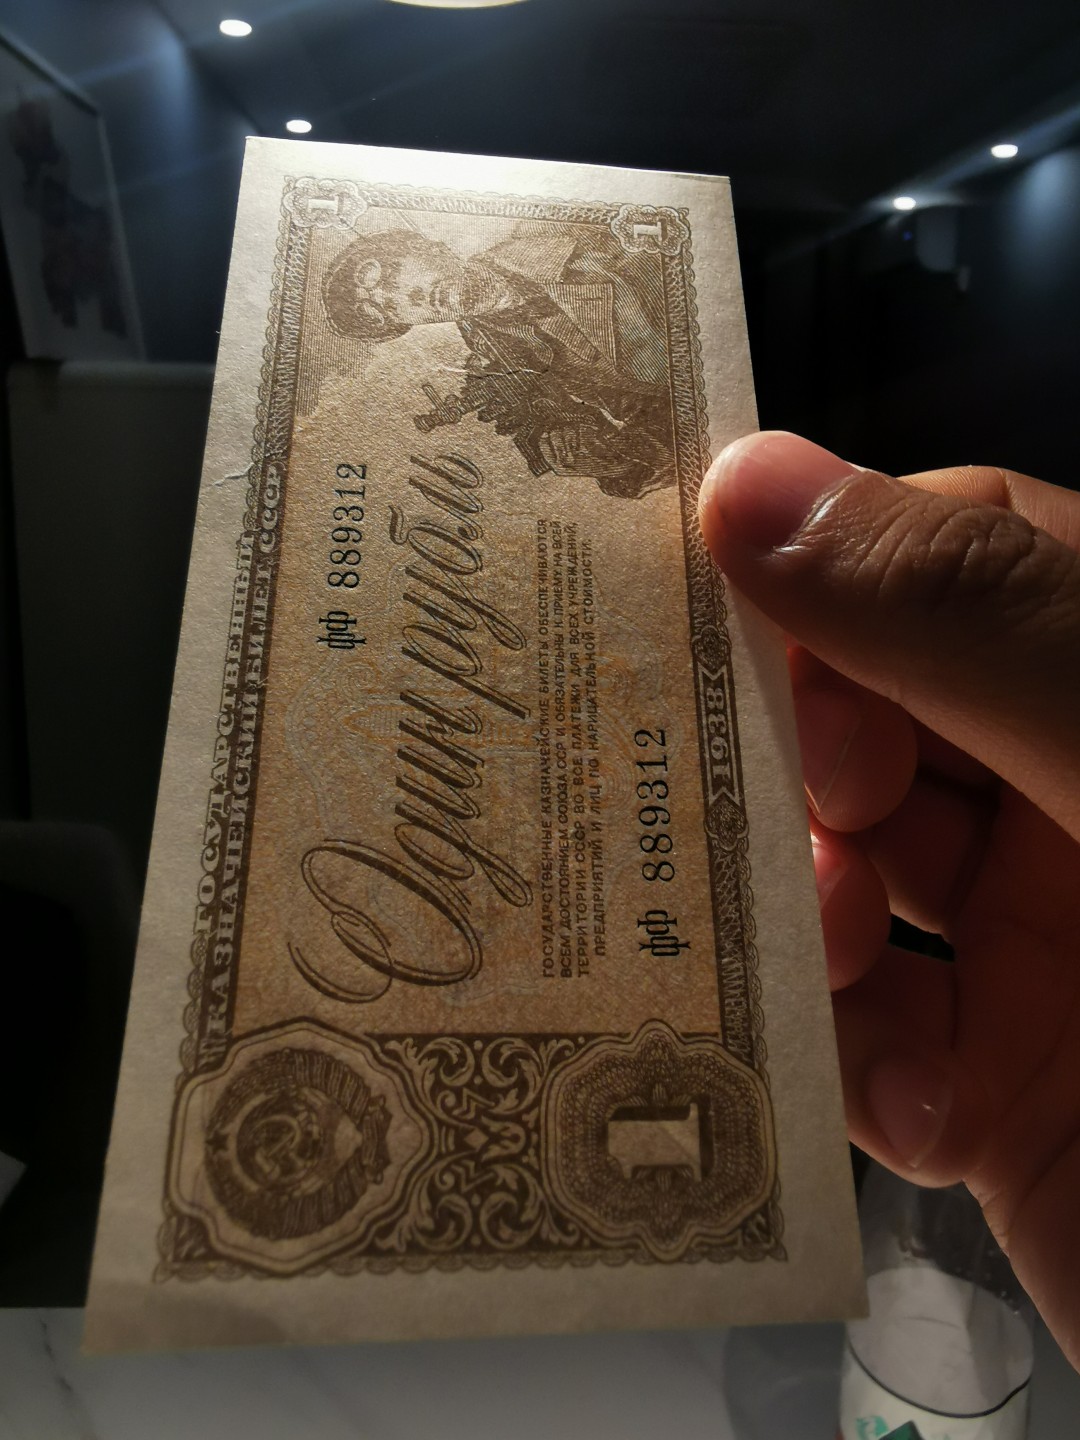 ГОСУДАРСТВЕННЫЙ
КАЗНАЧЕЙСКИЙ БИЛЕТ СССР
1
фф 889312
Один рубль
ГОСУДАРСТВЕННЫЕ КАЗНАЧЕЙСКИЕ БИЛЕТЫ ОБЕСПЕЧИВАЮТСЯ
ВСЕМ ДОСТОЯНИЕМ СОЮЗА ССР И ОБЯЗАТЕЛЬНЫ К ПРИЕМУ НА ВСЕЙ
ТЕРРИТОРИИ СССР ВО ВСЕ ПЛАТЕЖИ ДЛЯ ВСЕХ УЧРЕЖДЕНИЙ,
ПРЕДПРИЯТИЙ И ЛИЦ ПО НАРИЦАТЕЛЬНОЙ СТОИМОСТИ.
фф 889312
1
1
1938